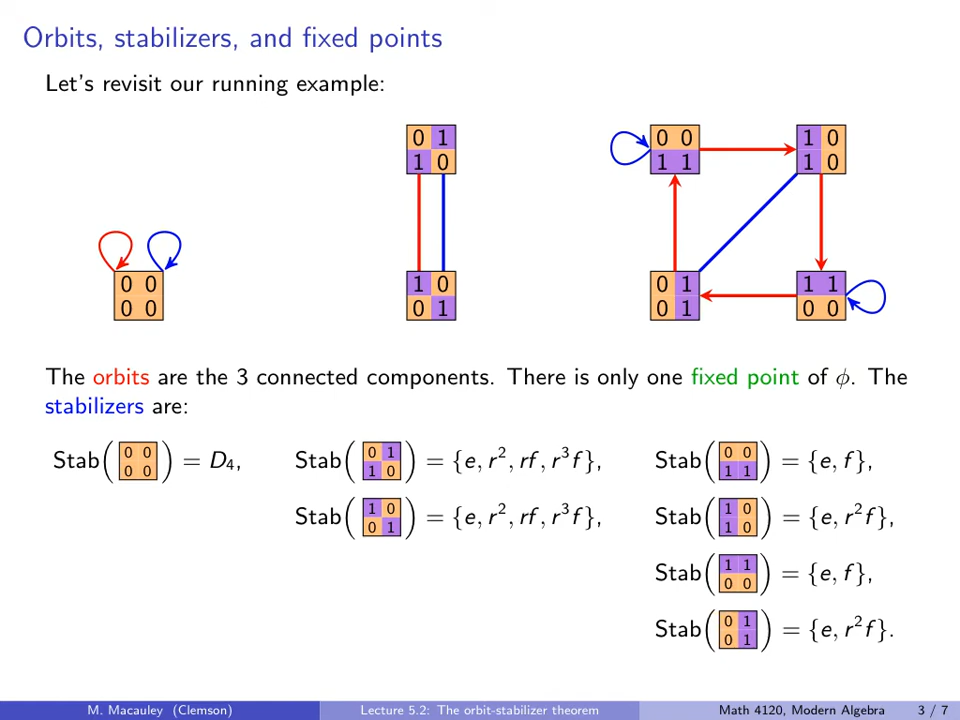 Orbits, stabilizers, and fixed points
Let's revisit our running example:
0 0
0 0
0 1
1 0
1 0
0 1
0 0
1 1
1 0
1 0
0 1
0 1
1 1
0 0
The orbits are the 3 connected components. There is only one fixed point of ϕ. The
stabilizers are:
Stab( 0 0 0 0 ) = D₄,
Stab( 0 1 1 0 ) = {e, r², rf, r³f},
Stab( 1 0 0 1 ) = {e, r², rf, r³f},
Stab( 0 0 1 1 ) = {e, f},
Stab( 1 0 1 0 ) = {e, r²f},
Stab( 1 1 0 0 ) = {e, f},
Stab( 0 1 0 1 ) = {e, r²f}.
M. Macauley (Clemson) Lecture 5.2: The orbit-stabilizer theorem Math 4120, Modern Algebra 3 / 7